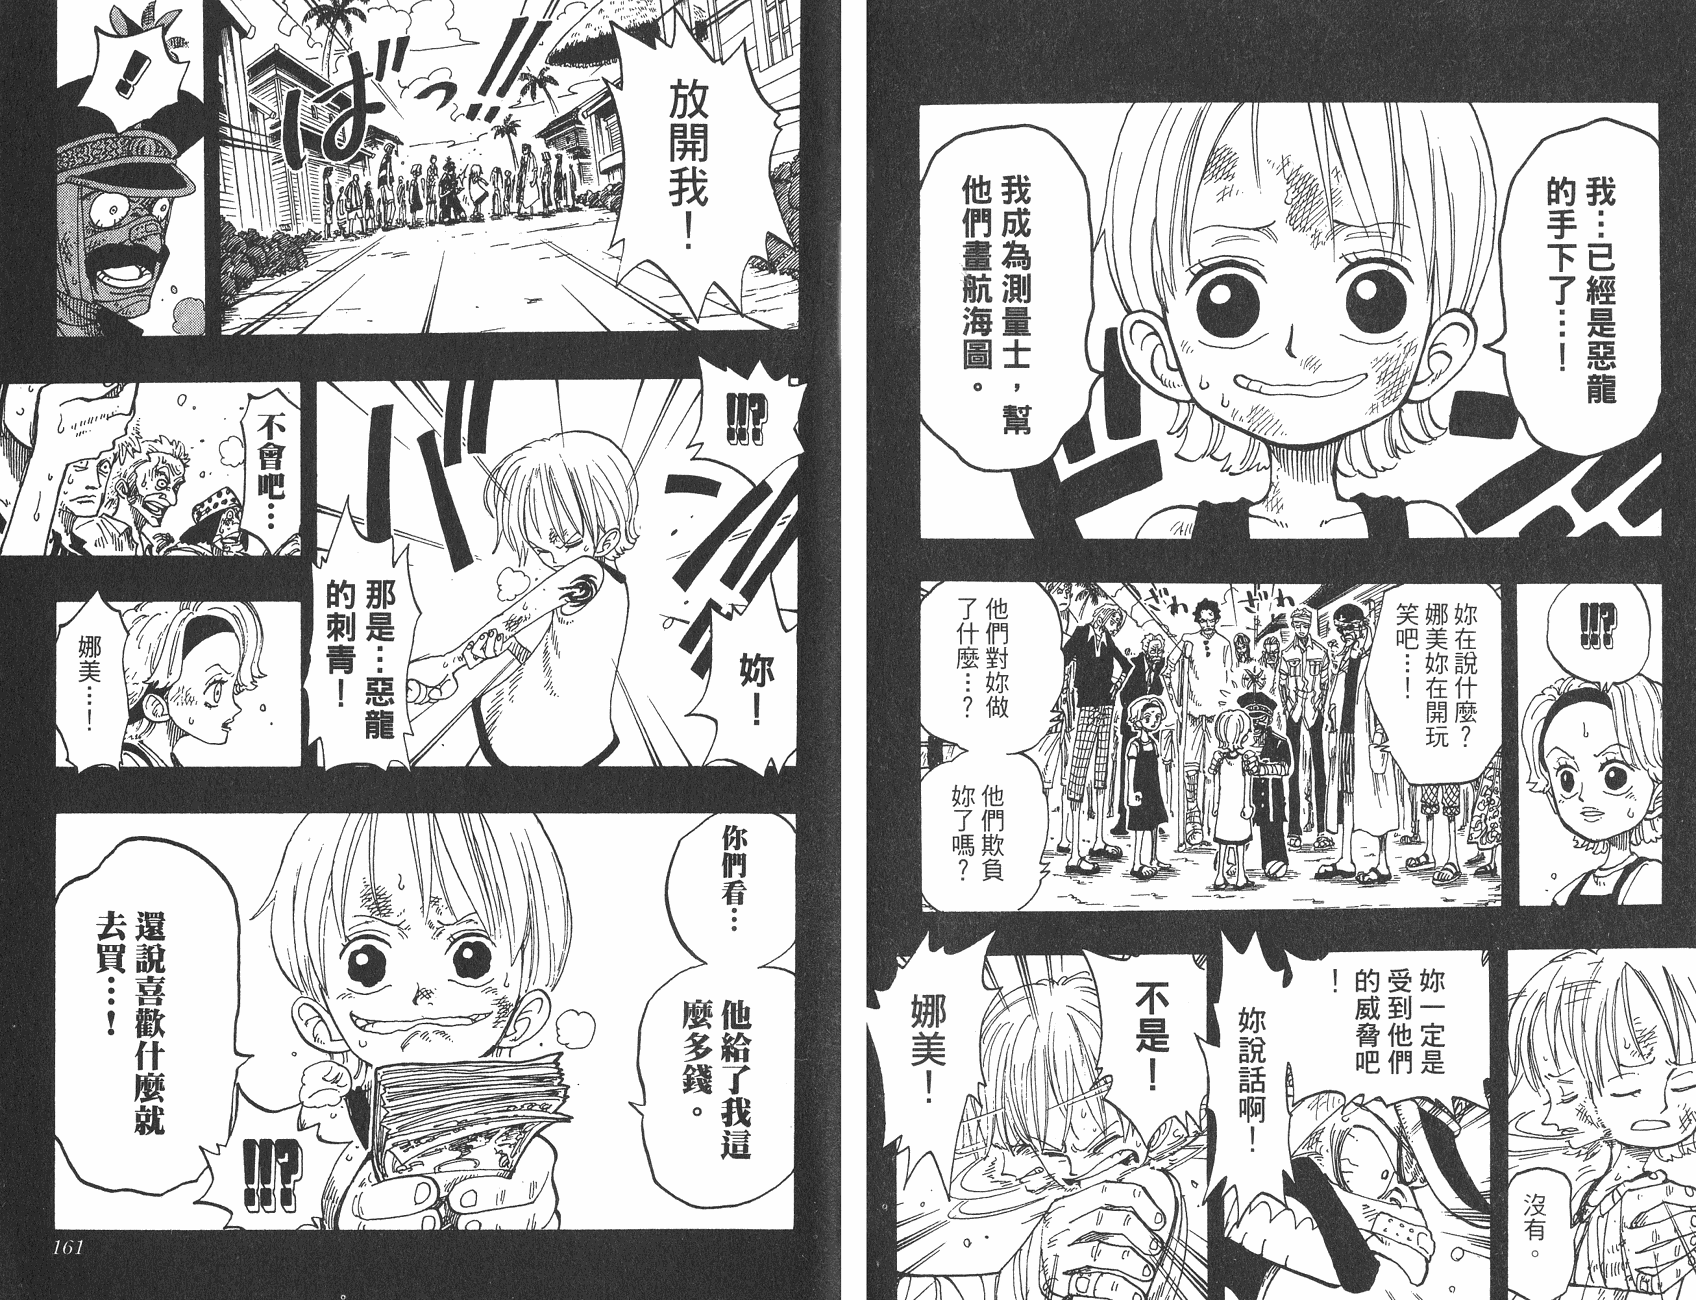 我…已經是惡龍
的手下了…！
我成為測量士，幫
他們畫航海圖。
!!?
妳在說什麼？
娜美妳在開玩
笑吧…！
ざわ
ざわ
他們對妳做
了什麼…？
他們欺負
妳了嗎？
沒有。
妳一定是
受到他們
的威脅吧
！
妳說話啊！
不是！
娜美！
放開我！
ばっ!!
!
!!?
妳！
那是…惡龍
的刺青！
不會吧…
娜美…！
你們看…
他給了我這
麼多錢。
還說喜歡什麼就
去買…！
!!?
161